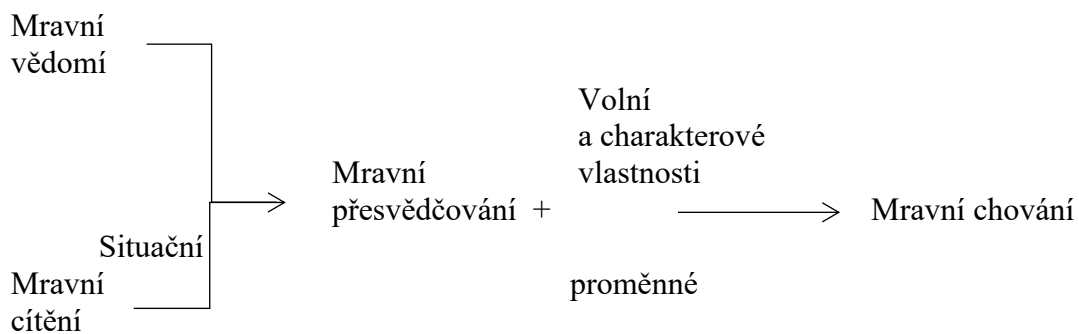 Mravní
vědomí
Volní
a charakterové
vlastnosti
Mravní
přesvědčování +
Mravní chování
Situační
Mravní
cítění
proměnné